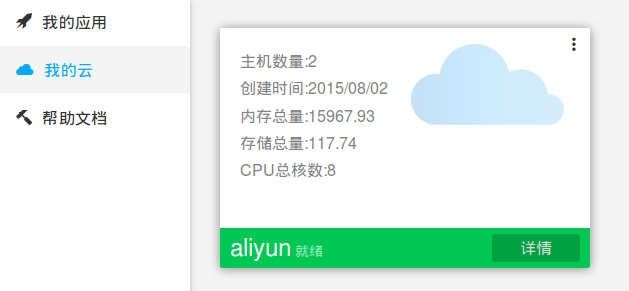 我的应用
我的云
帮助文档
主机数量:2
创建时间:2015/08/02
内存总量:15967.93
存储总量:117.74
CPU总核数:8
aliyun 就绪
详情